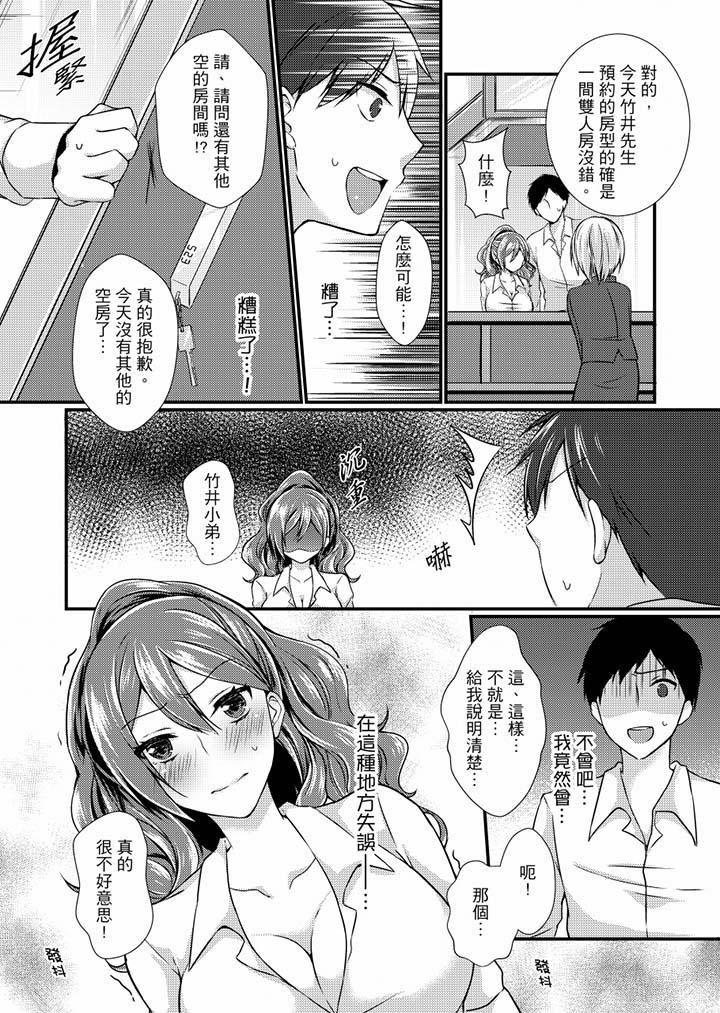 對的，
今天竹井先生
預約的房型的確是
一間雙人房沒錯。
什麼！
怎麼可能…！
糟了…
請、請問還有其他
空的房間嗎!?
握緊
523
糟糕了…！
真的很抱歉。
今天沒有其他的
空房了…
嚇
沉重
竹井小弟…
不會吧…
我竟然會…
這、這樣…
不就是…
給我說明清楚…
在這種地方失誤——…
呃！
那個…
真的
很不好意思！
發抖
發抖